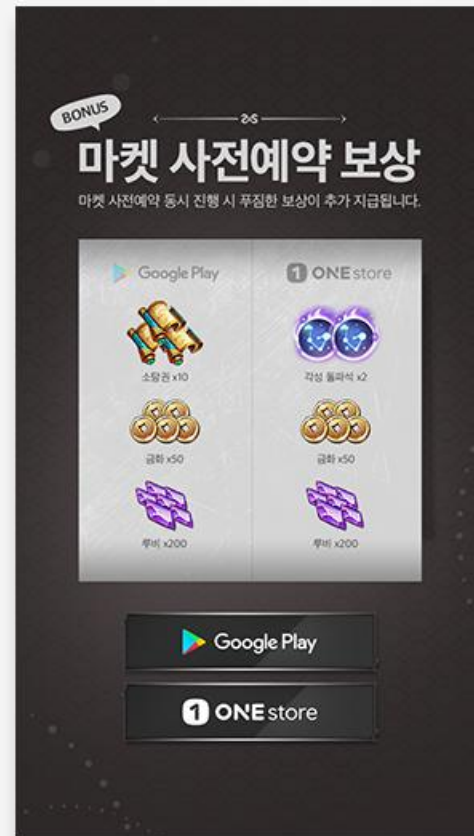 BONUS
마켓 사전예약 보상
마켓 사전예약 동시 진행 시 푸짐한 보상이 추가 지급됩니다.
Google Play
소탕권 x10
금화 x50
루비 x200
ONE store
각성 돌파석 x2
금화 x50
루비 x200
Google Play
ONE store